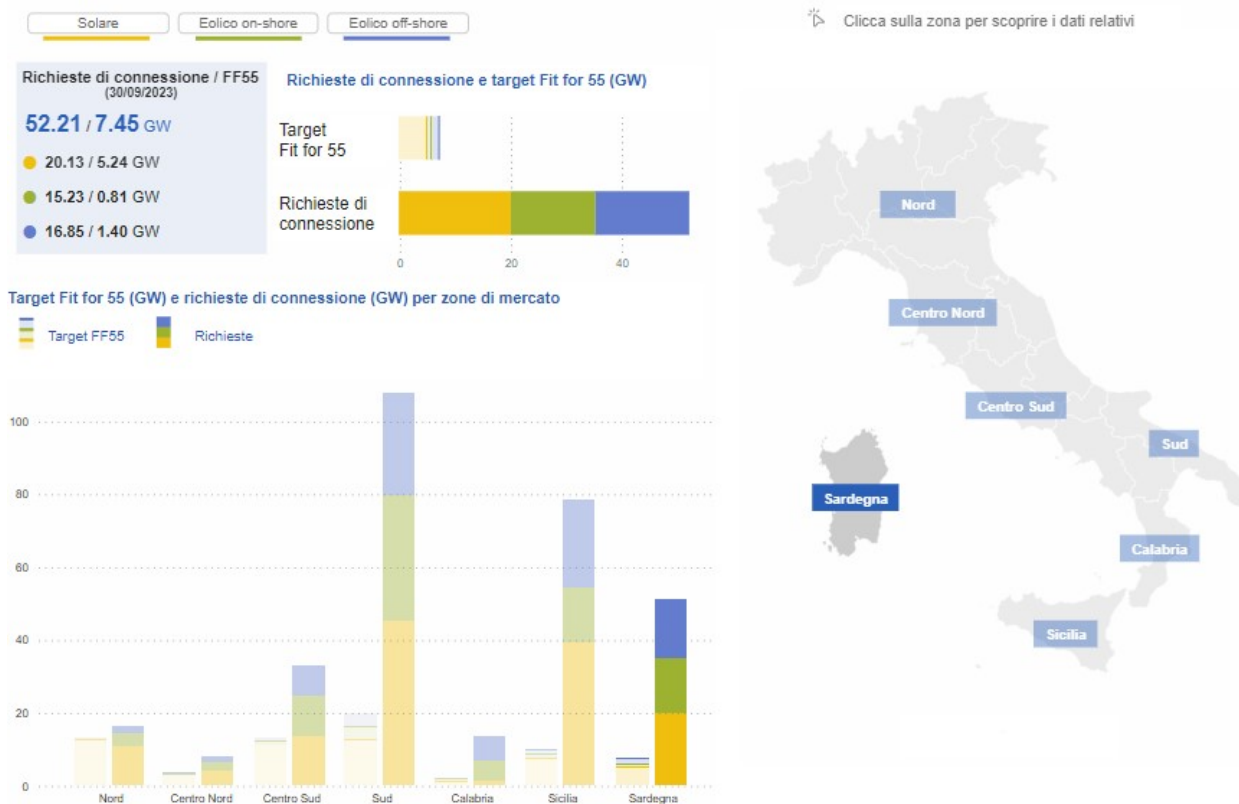 Solare
Eolico on-shore
Eolico off-shore
Clicca sulla zona per scoprire i dati relativi
Richieste di connessione / FF55
(30/09/2023)
52.21 / 7.45 GW
20.13 / 5.24 GW
15.23 / 0.81 GW
16.85 / 1.40 GW
Richieste di connessione e target Fit for 55 (GW)
Target
Fit for 55
Richieste di
connessione
0
20
40
Target Fit for 55 (GW) e richieste di connessione (GW) per zone di mercato
Target FF55
Richieste
100
80
60
40
20
0
Nord
Centro Nord
Centro Sud
Sud
Calabria
Sicilia
Sardegna
Nord
Centro Nord
Centro Sud
Sud
Sardegna
Calabria
Sicilia